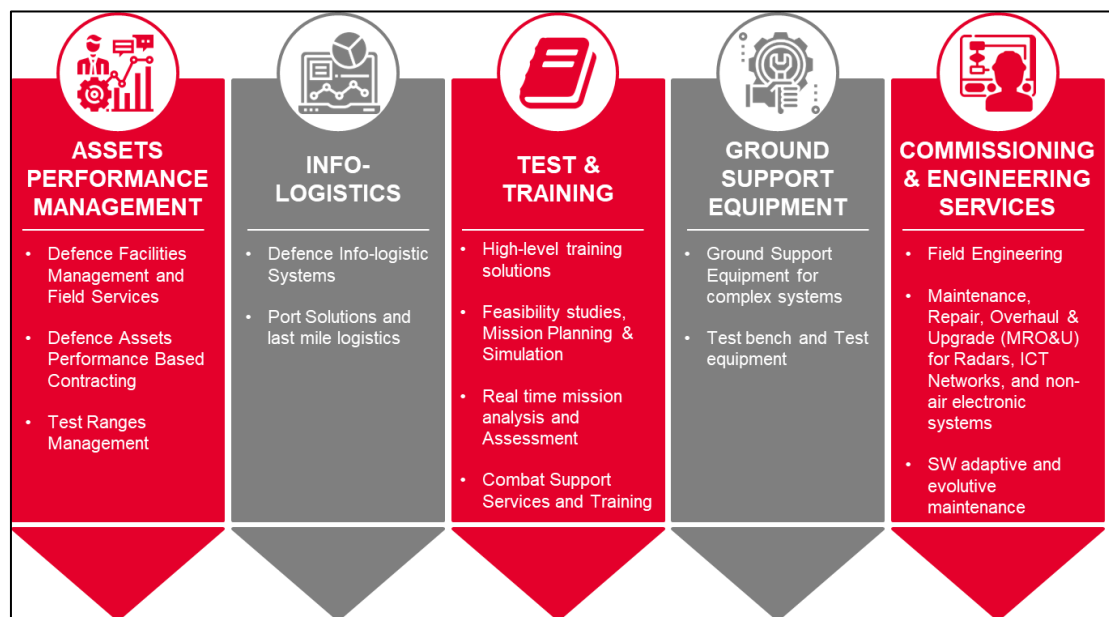 ASSETS
PERFORMANCE
MANAGEMENT
• Defence Facilities
Management and
Field Services
• Defence Assets
Performance Based
Contracting
• Test Ranges
Management
INFO-
LOGISTICS
• Defence Info-logistic
Systems
• Port Solutions and
last mile logistics
TEST &
TRAINING
• High-level training
solutions
• Feasibility studies,
Mission Planning &
Simulation
• Real time mission
analysis and
Assessment
• Combat Support
Services and Training
GROUND
SUPPORT
EQUIPMENT
• Ground Support
Equipment for
complex systems
• Test bench and Test
equipment
COMMISSIONING
& ENGINEERING
SERVICES
• Field Engineering
• Maintenance,
Repair, Overhaul &
Upgrade (MRO&U)
for Radars, ICT
Networks, and non-
air electronic
systems
• SW adaptive and
evolutive
maintenance